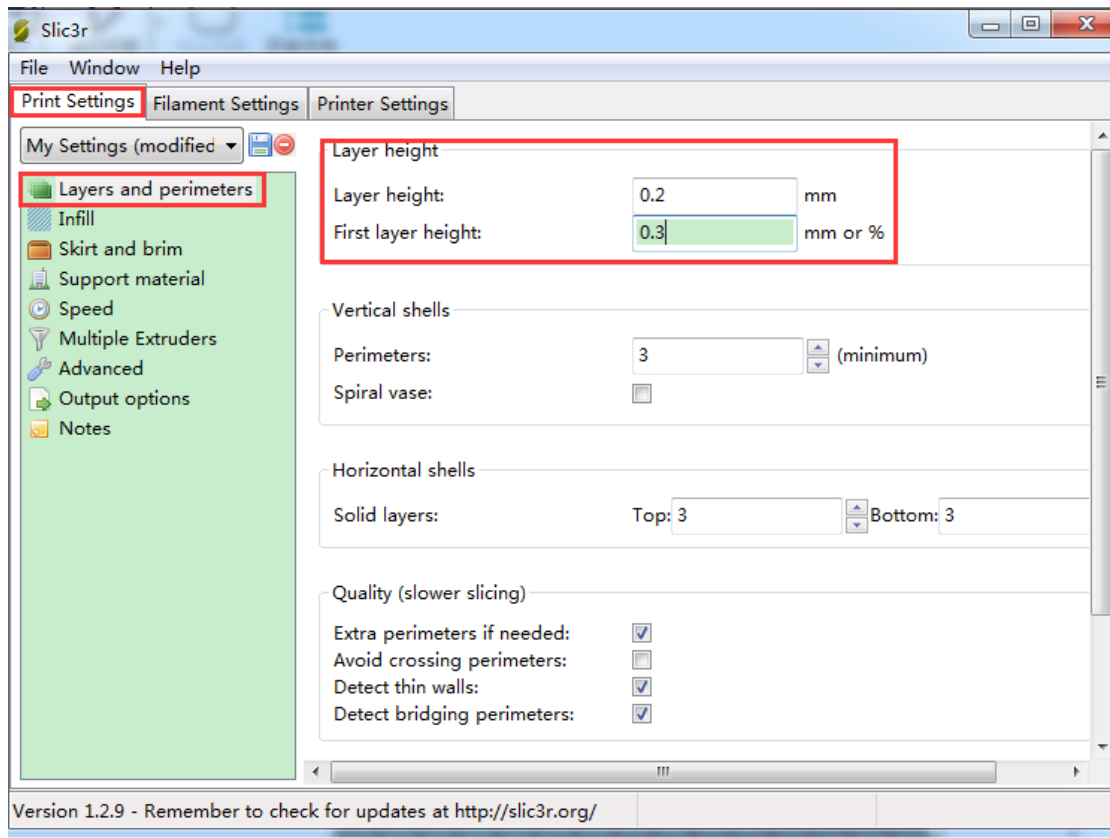 Slic3r
File Window Help
Print Settings Filament Settings Printer Settings
My Settings (modified
Layers and perimeters
Infill
Skirt and brim
Support material
Speed
Multiple Extruders
Advanced
Output options
Notes
Layer height
Layer height: 0.2 mm
First layer height: 0.3 mm or %
Vertical shells
Perimeters: 3 (minimum)
Spiral vase:
Horizontal shells
Solid layers: Top: 3 Bottom: 3
Quality (slower slicing)
Extra perimeters if needed:
Avoid crossing perimeters:
Detect thin walls:
Detect bridging perimeters:
Version 1.2.9 - Remember to check for updates at http://slic3r.org/